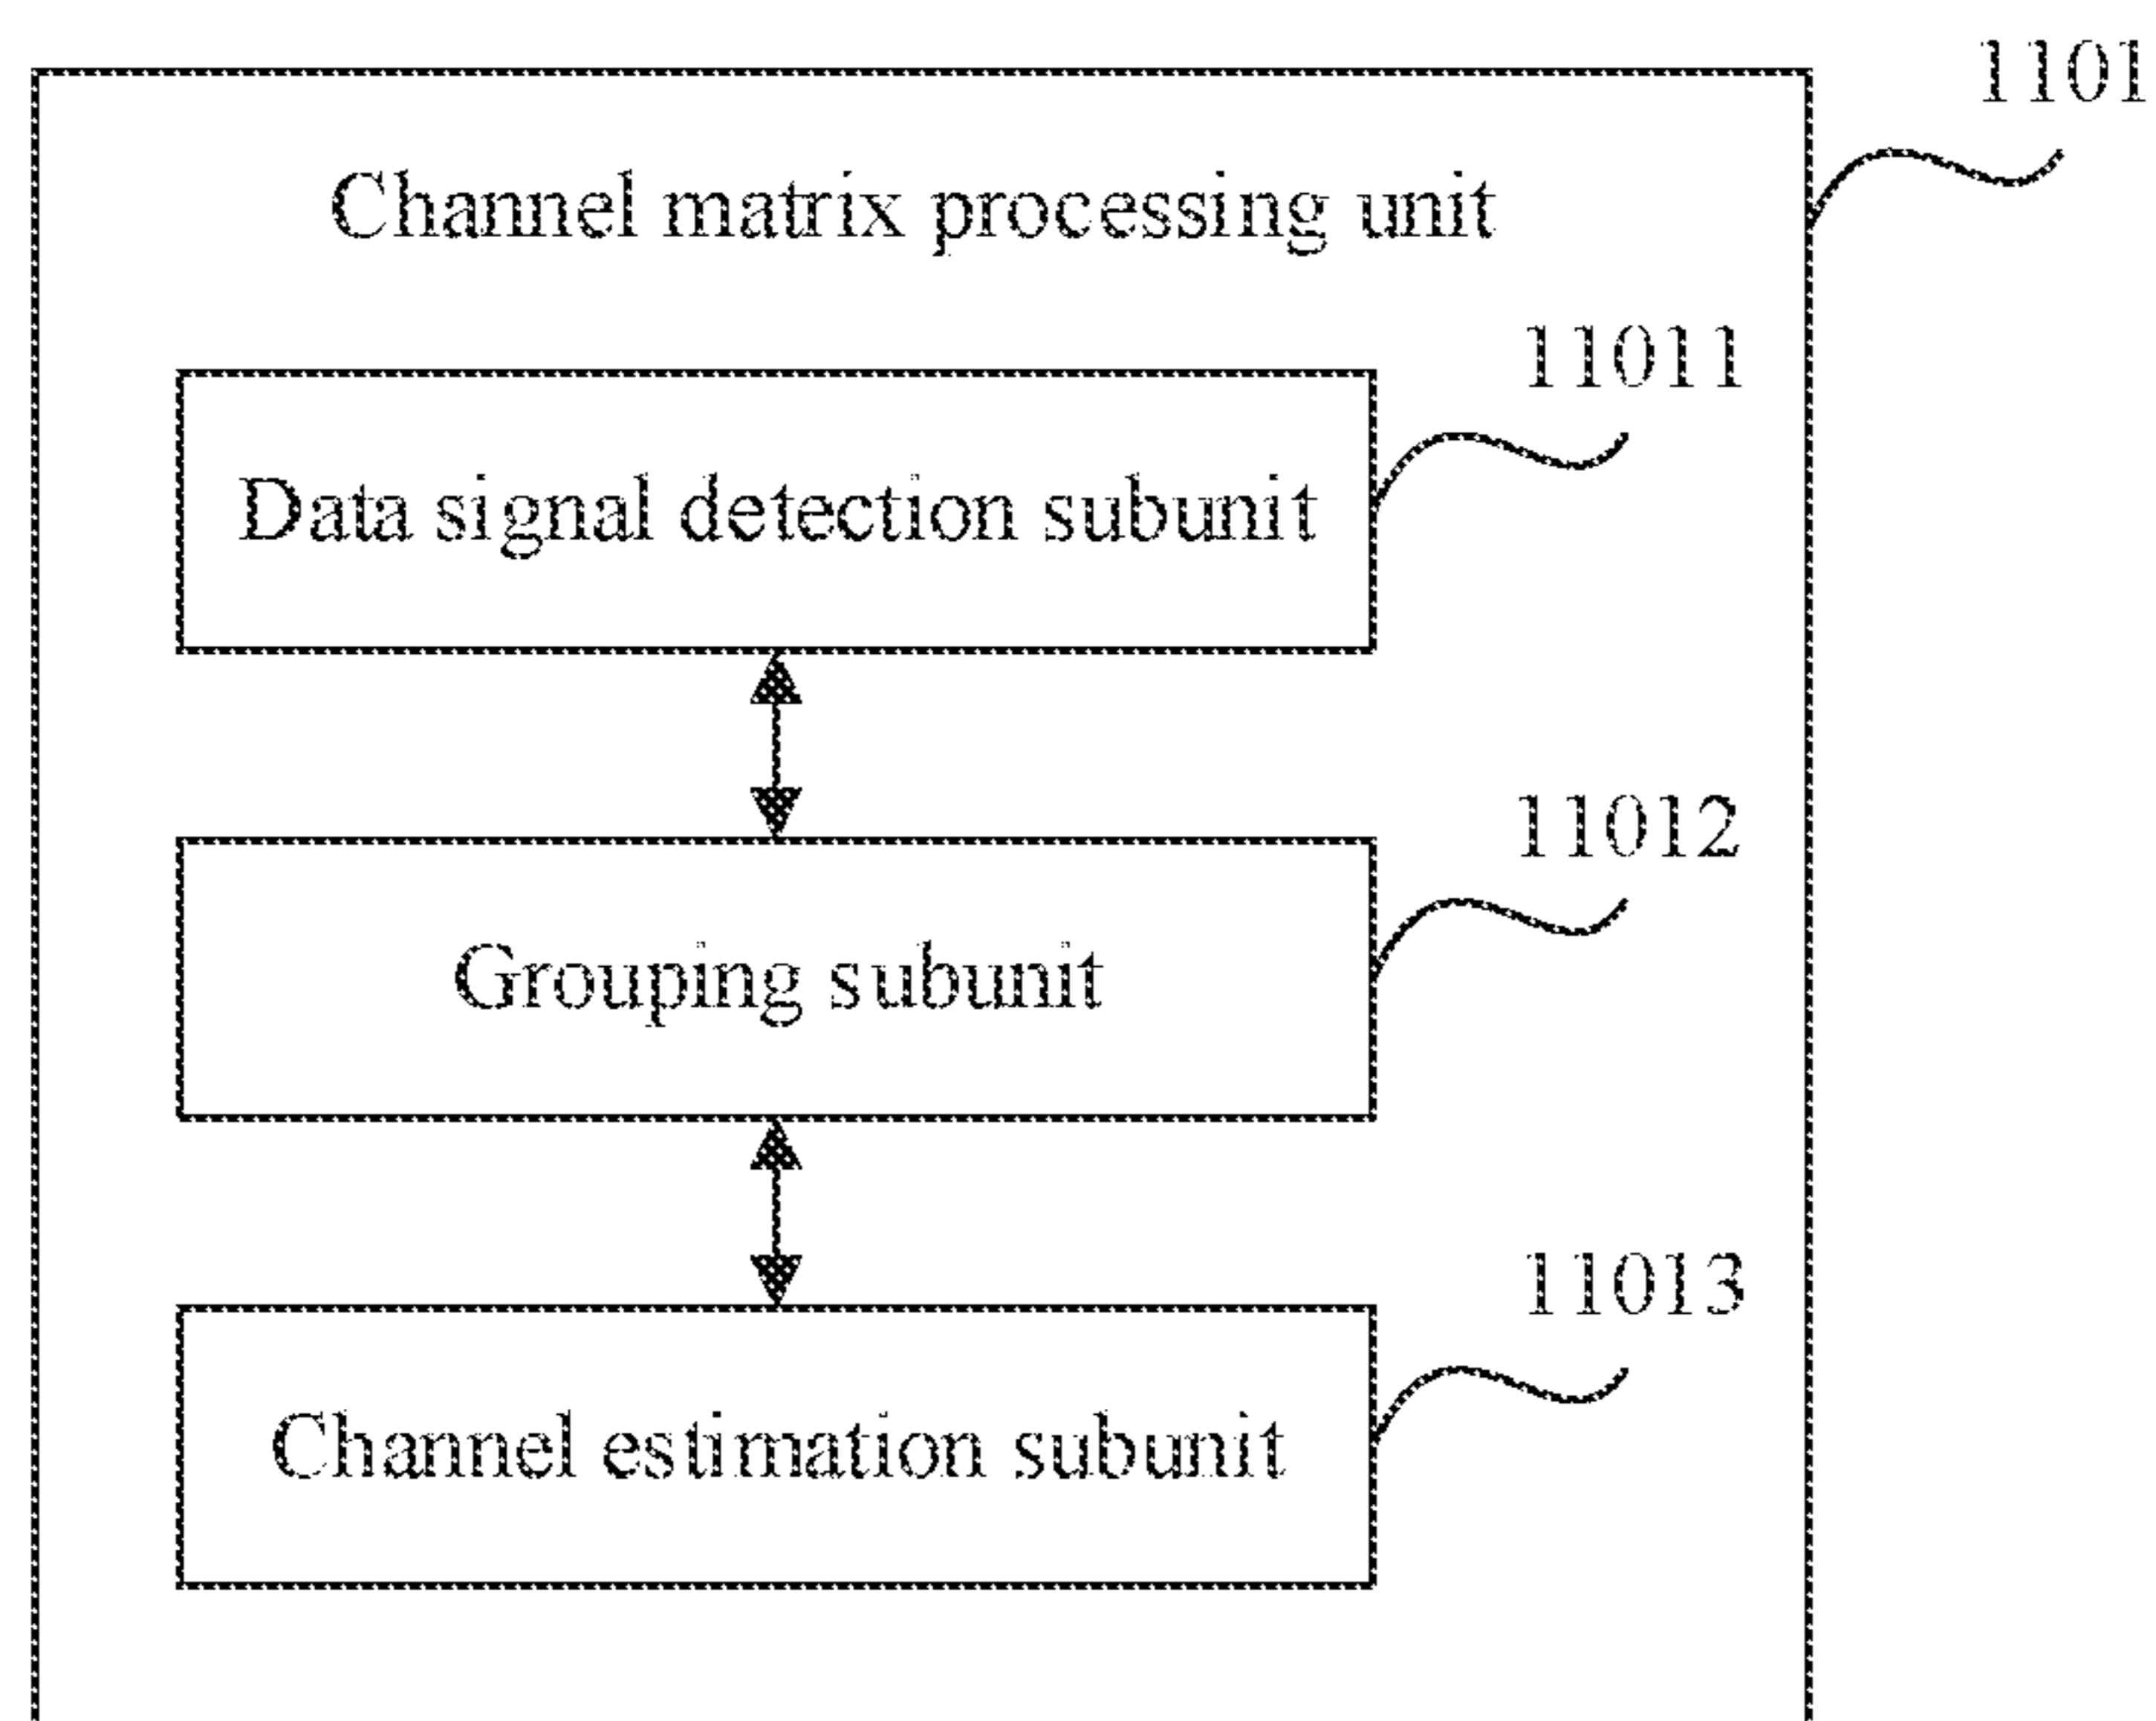 1101
Channel matrix processing unit
11011
Data signal detection subunit
11012
Grouping subunit
11013
Channel estimation subunit